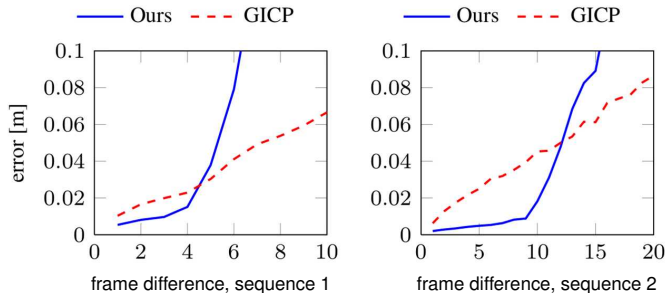 Ours GICP
0.1
0.08
0.06
0.04
0.02
0
error [m]
0 2 4 6 8 10
frame difference, sequence 1
Ours GICP
0.1
0.08
0.06
0.04
0.02
0
0 5 10 15 20
frame difference, sequence 2